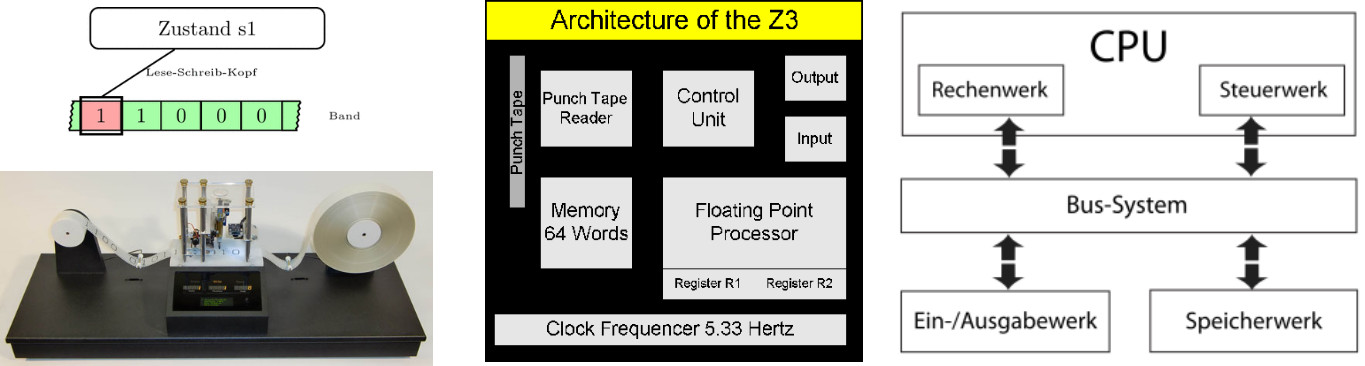 Zustand s1
Lese-Schreib-Kopf
1 1 0 0 0
Band
Architecture of the Z3
Punch Tape
Punch Tape
Reader
Control
Unit
Output
Input
Memory
64 Words
Floating Point
Processor
Register R1
Register R2
Clock Frequencer 5.33 Hertz
CPU
Rechenwerk
Steuerwerk
Bus-System
Ein-/Ausgabewerk
Speicherwerk